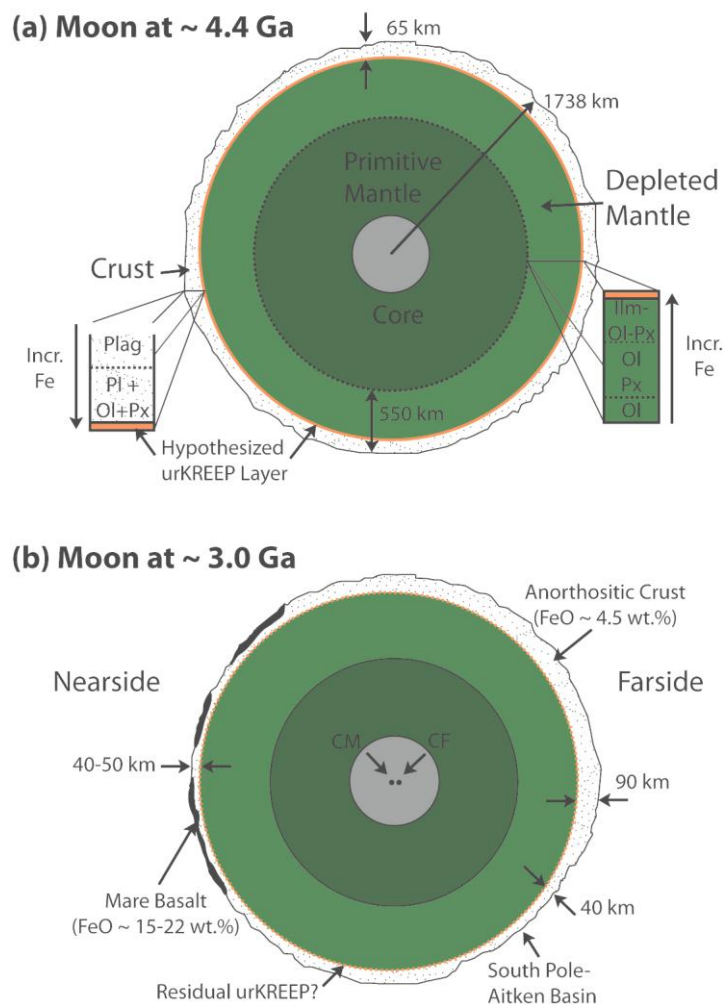 (a) Moon at ~ 4.4 Ga
65 km
1738 km
Primitive
Mantle
Depleted
Mantle
Crust
Core
Incr.
Fe
Plag
Pl +
Ol+Px
Hypothesized
urKREEP Layer
550 km
Ilm-
Ol-Px
Ol
Px
Ol
Incr.
Fe
(b) Moon at ~ 3.0 Ga
Anorthositic Crust
(FeO ~ 4.5 wt.%)
Nearside
Farside
CM
CF
40-50 km
90 km
Mare Basalt
(FeO ~ 15-22 wt.%)
40 km
South Pole-
Aitken Basin
Residual urKREEP?